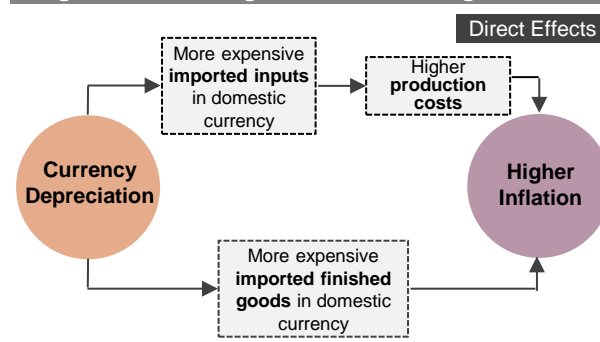 Direct Effects
More expensive
imported inputs
in domestic
currency
Higher
production
costs
Currency
Depreciation
Higher
Inflation
More expensive
imported finished
goods in domestic
currency